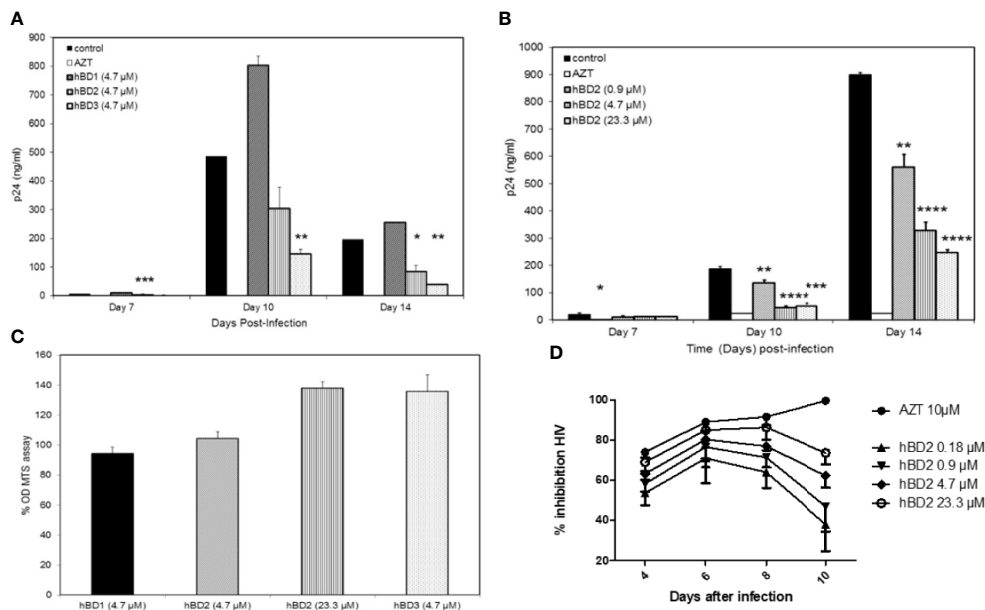 A
900
800
700
600
500
400
300
200
100
0
p24 (ng/ml)
control
AZT
hBD1 (4.7 µM)
hBD2 (4.7 µM)
hBD3 (4.7 µM)
***
**
*
**
Day 7
Day 10
Day 14
Days Post-Infection
B
1000
900
800
700
600
500
400
300
200
100
0
p24 (ng/ml)
control
AZT
hBD2 (0.9 µM)
hBD2 (4.7 µM)
hBD2 (23.3 µM)
*
**
****
***
**
****
****
Day 7
Day 10
Day 14
Time (Days) post-infection
C
160
140
120
100
80
60
40
20
0
% OD MTS assay
hBD1 (4.7 µM)
hBD2 (4.7 µM)
hBD2 (23.3 µM)
hBD3 (4.7 µM)
D
100
80
60
40
20
% inhibibition HIV
4
6
8
10
Days after infection
AZT 10µM
hBD2 0.18 µM
hBD2 0.9 µM
hBD2 4.7 µM
hBD2 23.3 µM